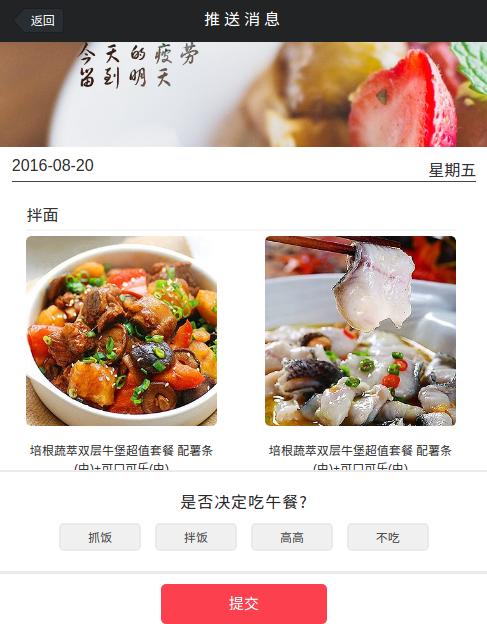 返回
推送消息
今天的疲劳
留到明天
2016-08-20
星期五
拌面
培根蔬萃双层牛堡超值套餐 配薯条
(中)+可口可乐(中)
培根蔬萃双层牛堡超值套餐 配薯条
(中)+可口可乐(中)
是否决定吃午餐?
抓饭
拌饭
高高
不吃
提交